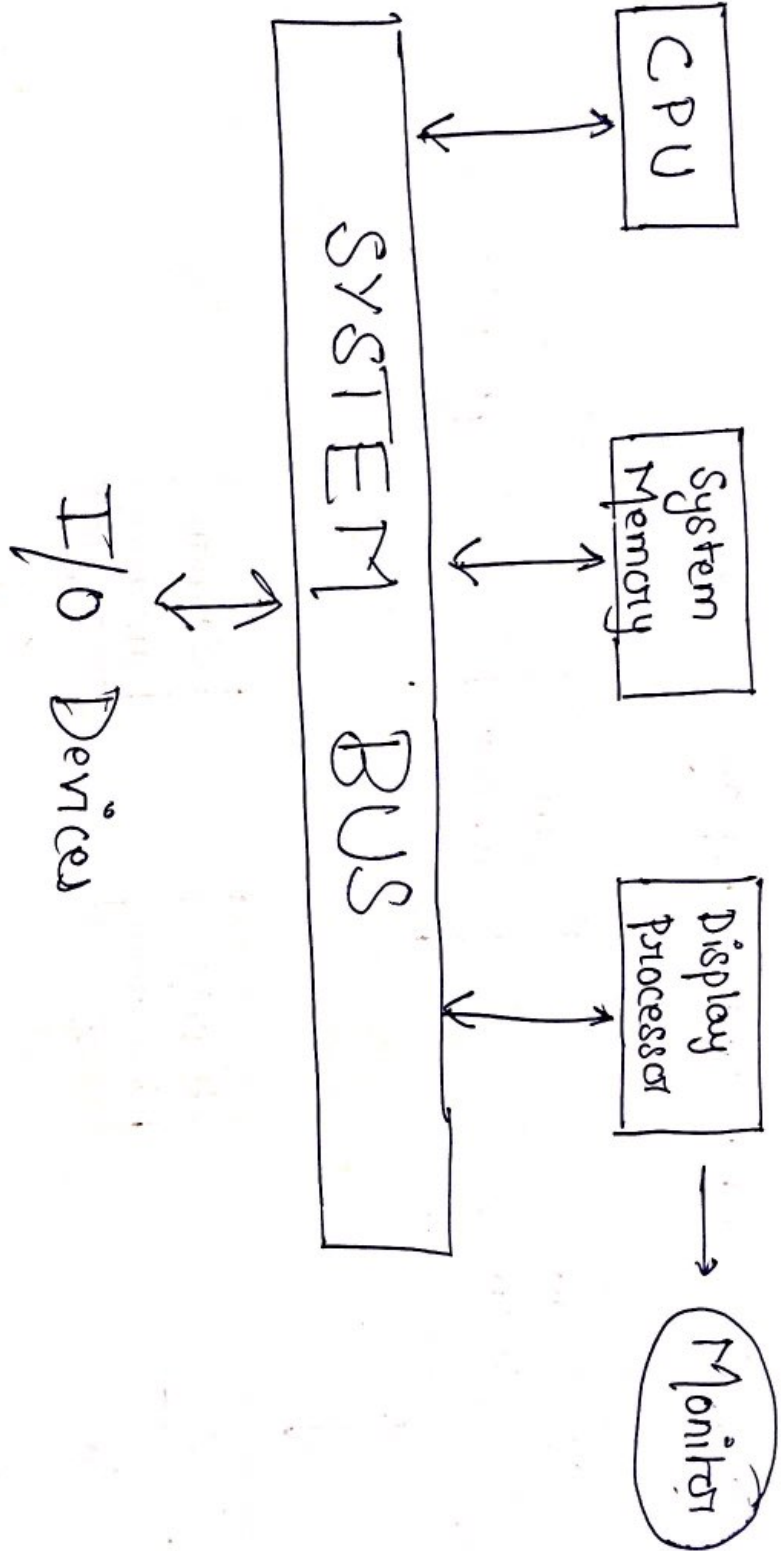 CPU
System
Memory
Display
Processor
Monitor
SYSTEM BUS
I/O Devices